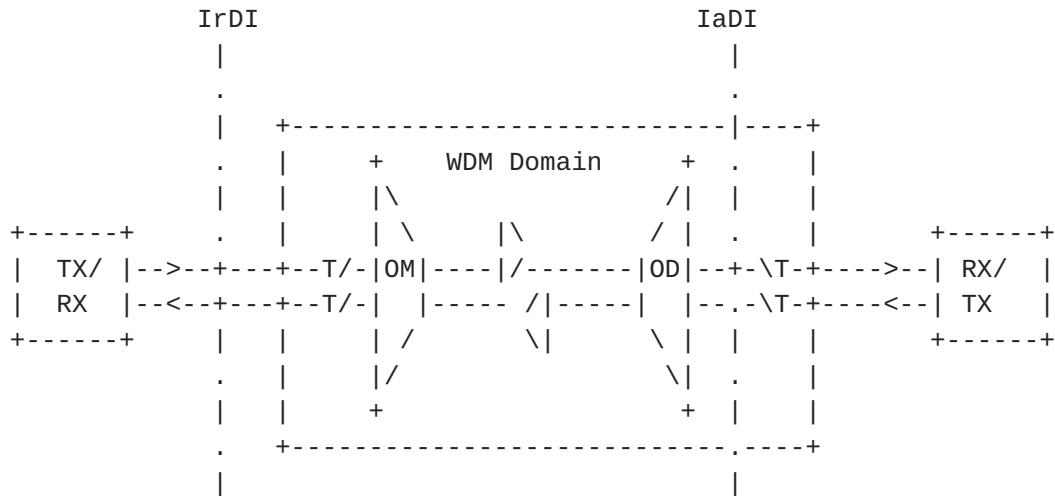 IrDI IaDI
| |
. .
| +----------------------------|----+
. | + WDM Domain + . |
| | |\ /| | |
+------+ . | | \ |\ / | . | +------+
| TX/ |-->--+---+--T/-|OM|----|/-------|OD|--+-\T-+---->--| RX/ |
| RX |--<--+---+--T/-| |----- /|-----| |--.-\T-+----<--| TX |
+------+ | | | / \| \ | | | +------+
. | |/ \| . |
| | + + | |
. +----------------------------.----+
| |